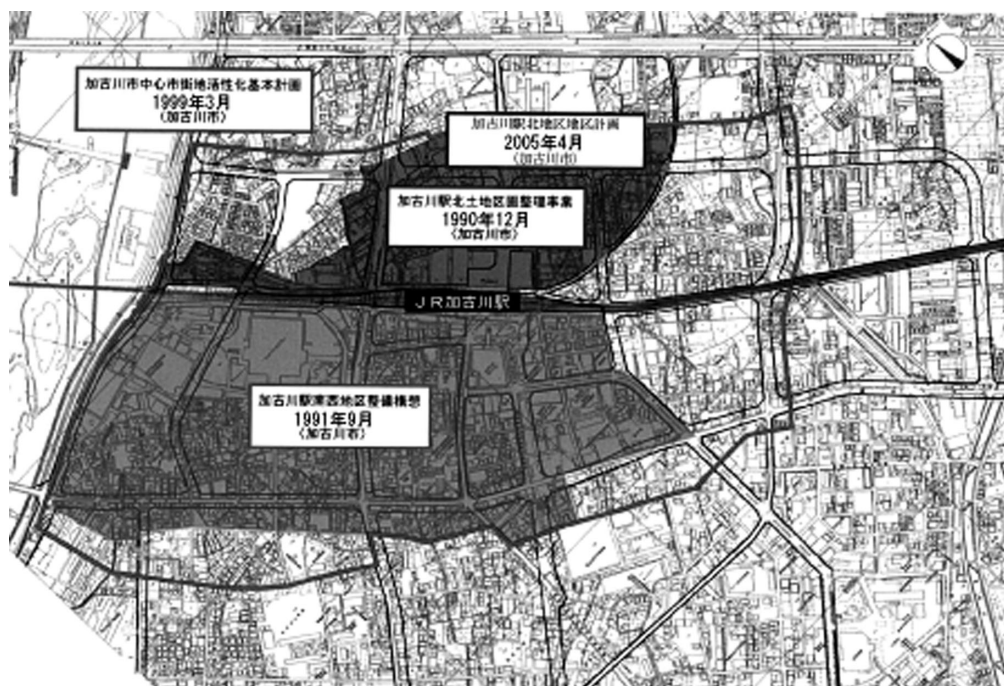 加古川市中心市街地活性化基本計画
1999年3月
(加古川市)
加古川駅北地区地区計画
2005年4月
(加古川市)
加古川駅北土地区画整理事業
1990年12月
(加古川市)
JR加古川駅
加古川駅南西地区整備構想
1991年9月
(加古川市)